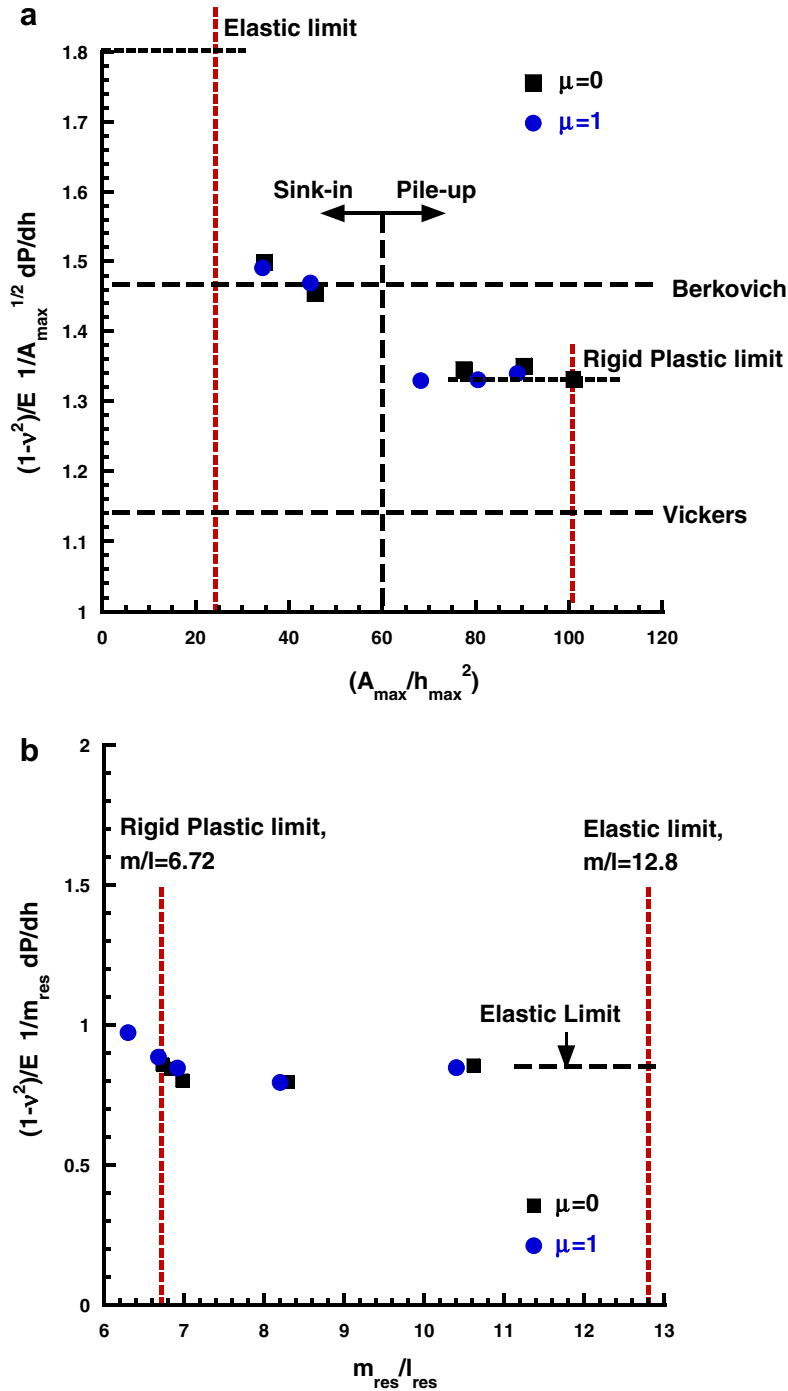 a
Elastic limit
1.8
μ=0
μ=1
1.7
1.6
Sink-in
Pile-up
1.5
Berkovich
1.4
Rigid Plastic limit
1.3
1.2
Vickers
1.1
1
0 20 40 60 80 100 120
(1-ν²)/E 1/A_max^1/2 dP/dh
(A_max/h_max²)
b
2
Rigid Plastic limit,
m/l=6.72
Elastic limit,
m/l=12.8
1.5
Elastic Limit
1
0.5
μ=0
μ=1
0
6 7 8 9 10 11 12 13
(1-ν²)/E 1/m_res dP/dh
m_res/l_res